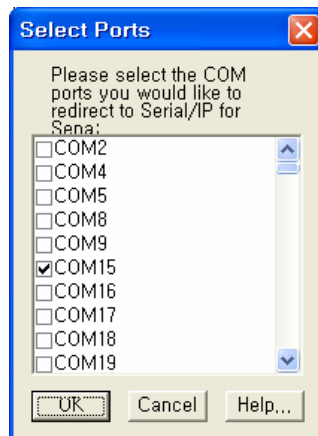 Select Ports
Please select the COM
ports you would like to
redirect to Serial/IP for
Sena:
COM2
COM4
COM5
COM8
COM9
COM15
COM16
COM17
COM18
COM19
OK Cancel Help...